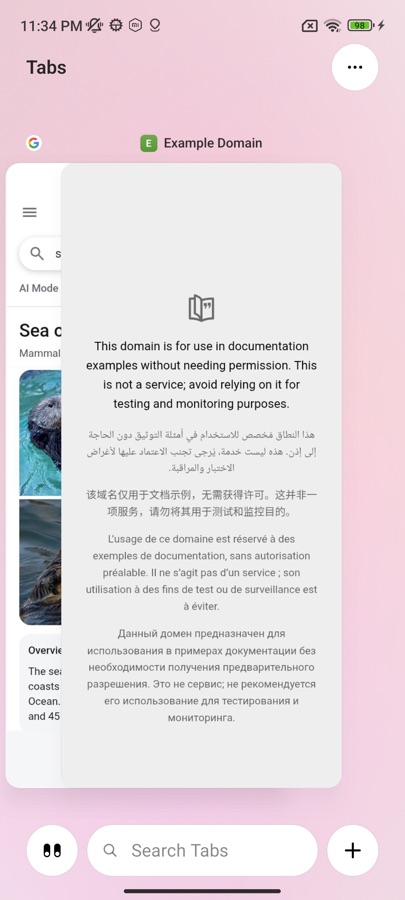 11:34 PM
98
Tabs
Example Domain
E
AI Mode
Sea o
Mammal
Overvie
The sea
coasts
Ocean.
and 45
This domain is for use in documentation
examples without needing permission. This
is not a service; avoid relying on it for
testing and monitoring purposes.
هذا النطاق مُخصص للاستخدام في أمثلة التوثيق دون الحاجة
إلى إذن. هذه ليست خدمة، يُرجى تجنب الاعتماد عليها لأغراض
الاختبار والمراقبة.
该域名仅用于文档示例，无需获得许可。这并非一
项服务，请勿将其用于测试和监控目的。
L’usage de ce domaine est réservé à des
exemples de documentation, sans autorisation
préalable. Il ne s’agit pas d’un service ; son
utilisation à des fins de test ou de surveillance est
à éviter.
Данный домен предназначен для
использования в примерах документации без
необходимости получения предварительного
разрешения. Это не сервис; не рекомендуется
его использование для тестирования и
мониторинга.
Search Tabs